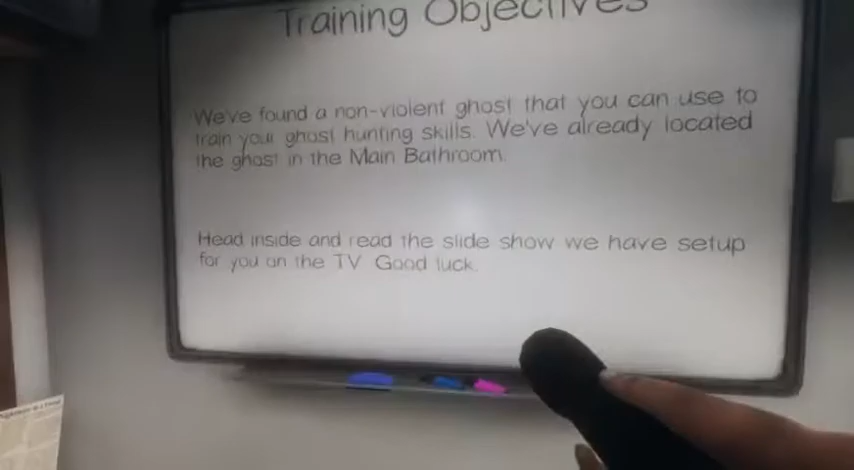 Training Objectives
We've found a non-violent ghost that you can use to
train your ghost hunting skills. We've already located
the ghost in the Main Bathroom.
Head inside and read the slide show we have setup
for you on the TV Good luck.